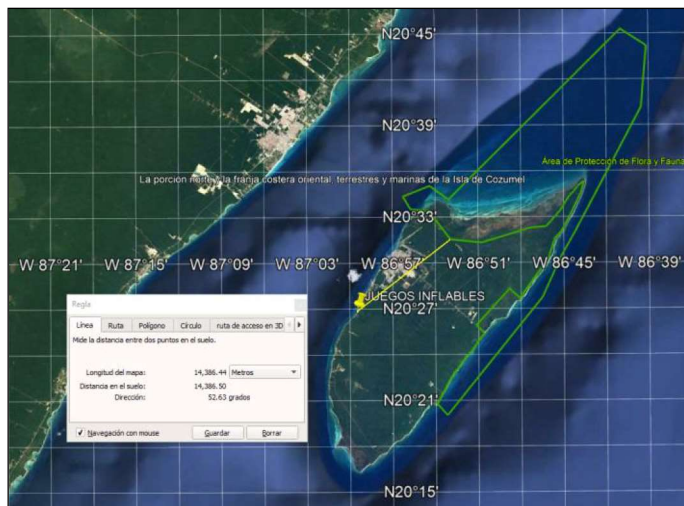 N20°45'
N20°39'
Área de Protección de Flora y Fauna
La porción norte y la franja costera oriental, terrestres y marinas de la Isla de Cozumel
N20°33'
W 87°21' W 87°15' W 87°09' W 87°03' W 86°57' W 86°51' W 86°45' W 86°39'
JUEGOS INFLABLES
N20°27'
Regla
Línea Ruta Polígono Círculo ruta de acceso en 3D
Mide la distancia entre dos puntos en el suelo.
Longitud del mapa: 14,386.44 Metros
Distancia en el suelo: 14,386.50
Dirección: 52.63 grados
Navegación con mouse Guardar Borrar
N20°21'
N20°15'